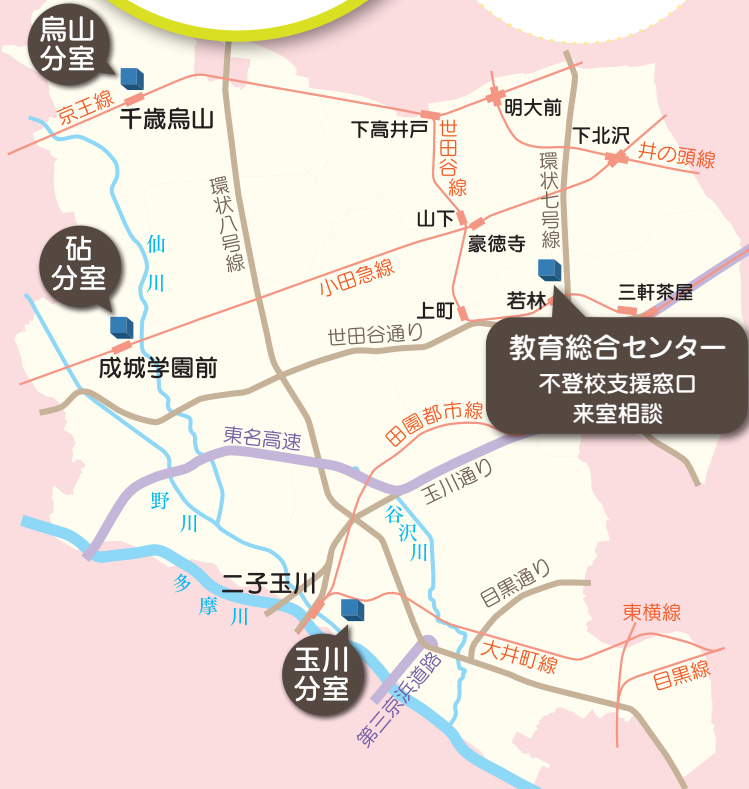 烏山
分室
京王線
千歳烏山
下高井戸
世田谷線
明大前
下北沢
井の頭線
環状七号線
環状八号線
仙川
山下
豪徳寺
砧
分室
小田急線
上町
若林
三軒茶屋
世田谷通り
成城学園前
教育総合センター
不登校支援窓口
来室相談
田園都市線
東名高速
玉川通り
野川
谷沢川
多摩川
二子玉川
目黒通り
玉川
分室
大井町線
東横線
目黒線
第三京浜道路